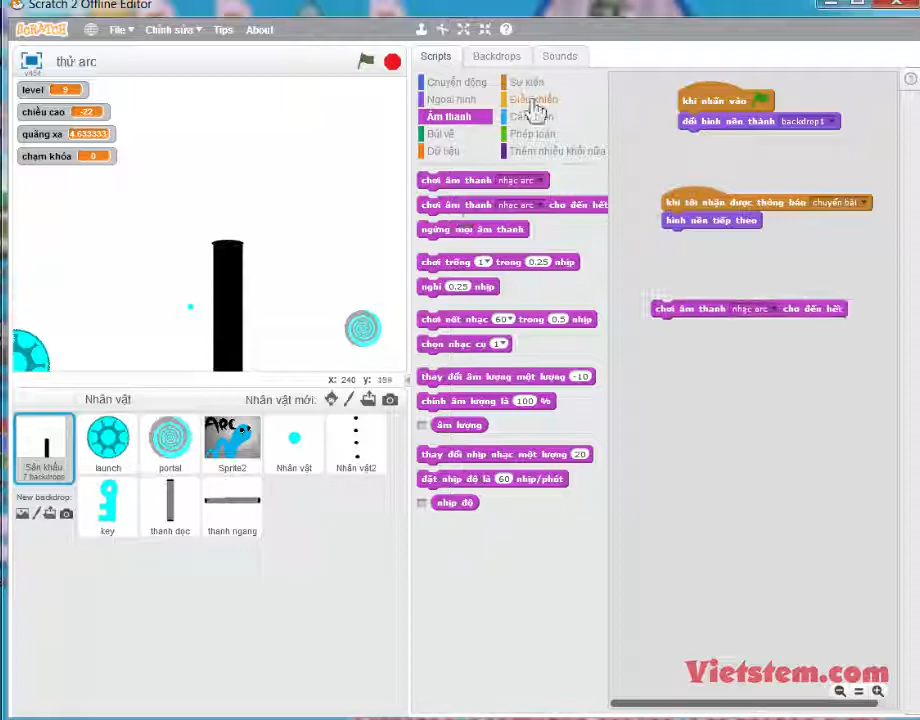 Scratch 2 Offline Editor
SCRATCH File Chỉnh sửa Tips About
thử arc
v454
level 9
chiều cao -22
quãng xa 4.633333
chạm khóa 0
X: 240 y:
Scripts Backdrops Sounds
Chuyển động Sự kiện
Ngoại hình Điều khiển
Âm thanh
Bút vẽ Phép toán
Dữ liệu Thêm nhiều khối nữa
chơi âm thanh nhạc arc
chơi âm thanh nhạc arc cho đến hết
ngừng mọi âm thanh
chơi trống 1 trong 0.25 nhịp
nghỉ 0.25 nhịp
chơi nốt nhạc 60 trong 0.5 nhịp
chọn nhạc cụ 1
thay đổi âm lượng một lượng -10
chỉnh âm lượng là 100 %
âm lượng
thay đổi nhịp nhạc một lượng 20
đặt nhịp độ là 60 nhịp/phút
nhịp độ
khi nhấn vào
đổi hình nền thành backdrop1
khi tôi nhận được thông báo chuyển bài
hình nền tiếp theo
chơi âm thanh nhạc arc cho đến hết
Nhân vật Nhân vật mới:
ARC
Sân khấu
7 backdrops
launch portal Sprite2 Nhân vật Nhân vật2
New backdrop:
key thanh dọc thanh ngang
Vietstem.com